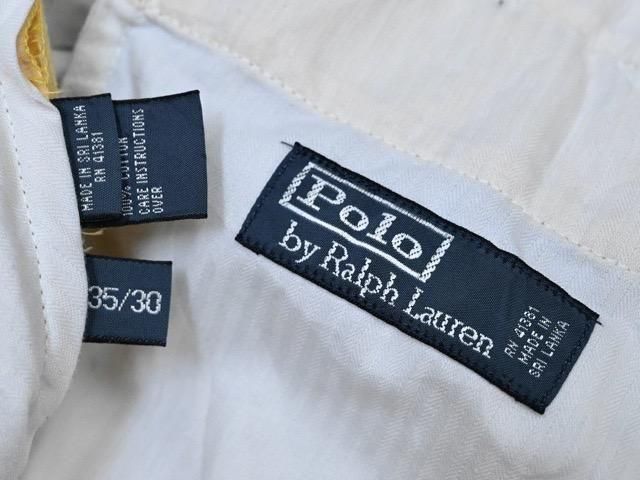 MADE IN SRI LANKA
RN 41381
100% COTTON
CARE INSTRUCTIONS
OVER
35/30
Polo
by Ralph Lauren
RN 41381
MADE IN
SRI LANKA